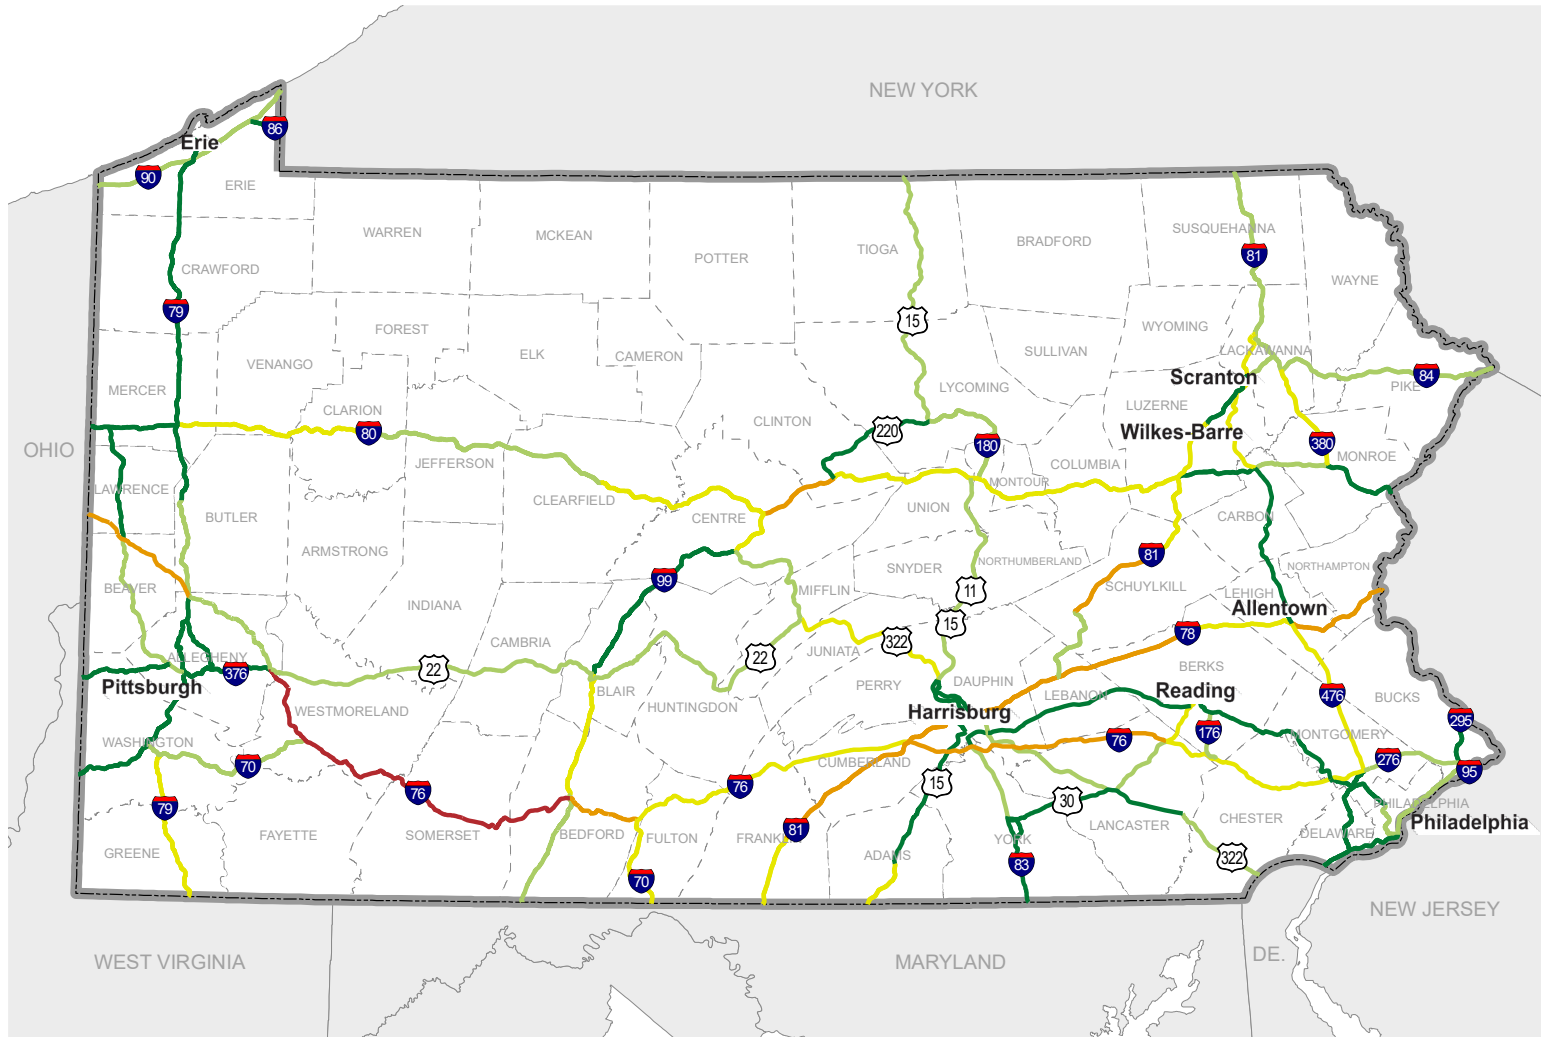 NEW YORK
86
Erie
90
ERIE
WARREN
MCKEAN
POTTER
TIOGA
BRADFORD
SUSQUEHANNA
81
WAYNE
CRAWFORD
79
15
FOREST
ELK
CAMERON
WYOMING
SULLIVAN
LACKAWANNA
VENANGO
MERCER
Scranton
84
PIKE
LYCOMING
CLARION
CLINTON
LUZERNE
80
220
Wilkes-Barre
180
380
OHIO
JEFFERSON
COLUMBIA
MONROE
LAWRENCE
CLEARFIELD
MONTOUR
BUTLER
CENTRE
UNION
CARBON
ARMSTRONG
81
99
SNYDER
NORTHUMBERLAND
NORTHAMPTON
BEAVER
MIFFLIN
11
SCHUYLKILL
LEHIGH
INDIANA
Allentown
15
78
CAMBRIA
322
JUNIATA
ALLEGHENY
22
22
376
BERKS
Pittsburgh
BLAIR
PERRY
DAUPHIN
LEBANON
Reading
476
BUCKS
HUNTINGDON
WESTMORELAND
Harrisburg
295
176
WASHINGTON
76
MONTGOMERY
70
CUMBERLAND
276
95
76
76
15
79
30
PHILADELPHIA
CHESTER
Philadelphia
FAYETTE
SOMERSET
BEDFORD
FULTON
FRANKLIN
81
LANCASTER
DELAWARE
YORK
GREENE
ADAMS
322
83
70
NEW JERSEY
WEST VIRGINIA
MARYLAND
DE.